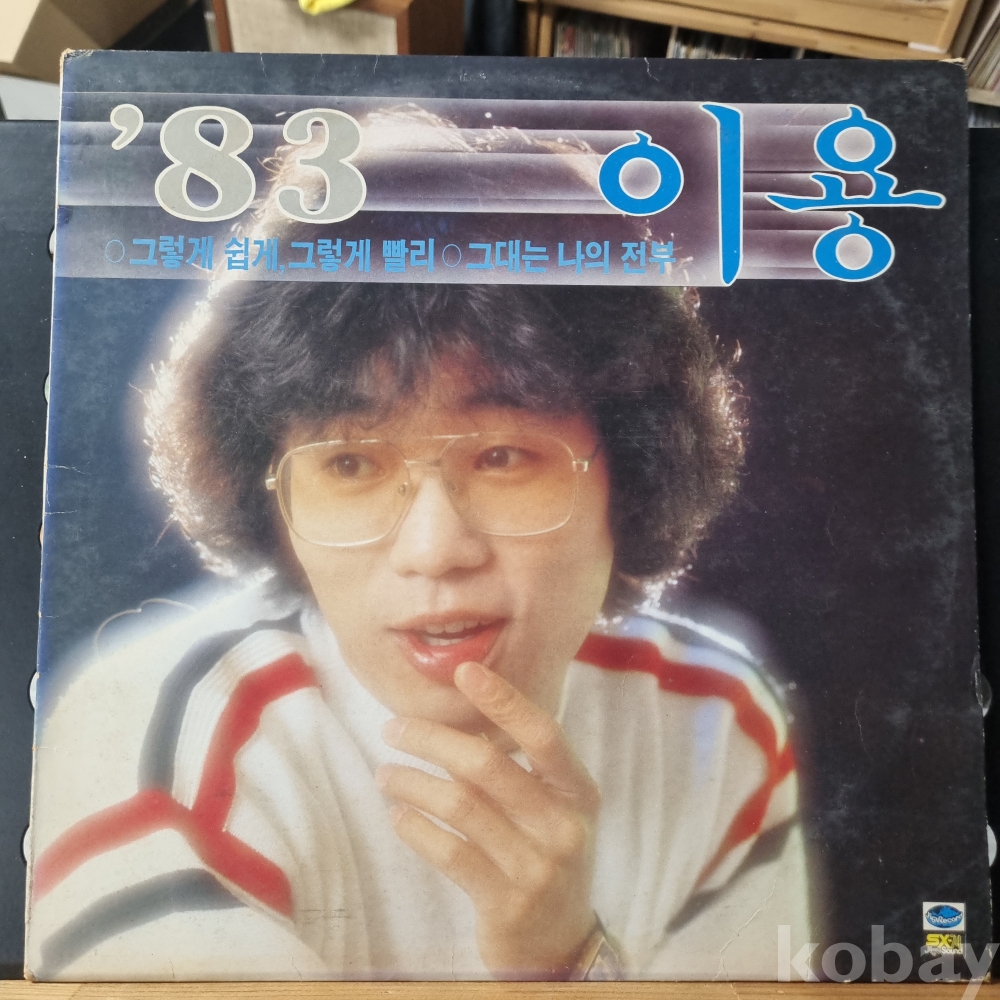 '83 이용
○그렇게 쉽게,그렇게 빨리 ○그대는 나의 전부
kobay